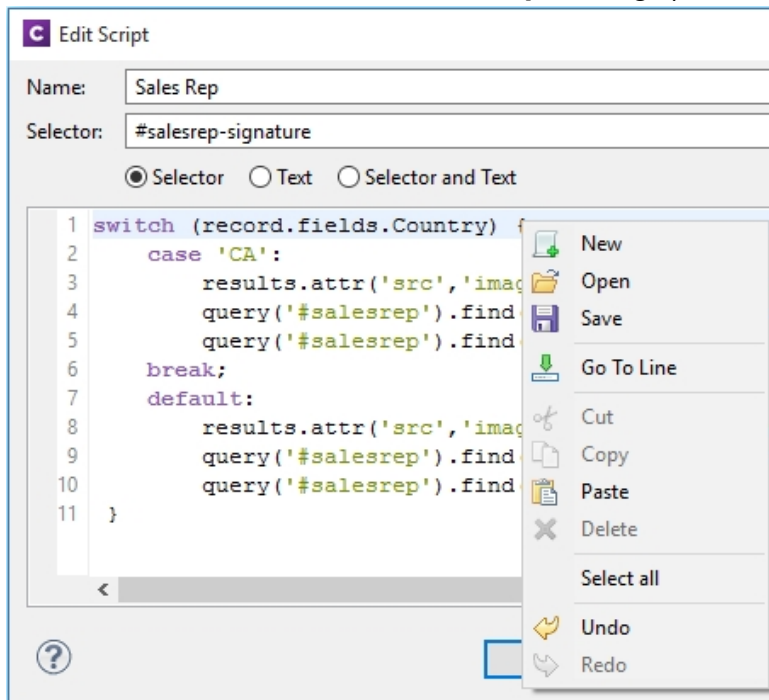 C Edit Script
Name: Sales Rep
Selector: #salesrep-signature
Selector Text Selector and Text
1 switch (record.fields.Country) {
2 case 'CA':
3 results.attr('src','imag
4 query('#salesrep').find
5 query('#salesrep').find
6 break;
7 default:
8 results.attr('src','imag
9 query('#salesrep').find
10 query('#salesrep').find
11 }
New
Open
Save
Go To Line
Cut
Copy
Paste
Delete
Select all
Undo
Redo
?